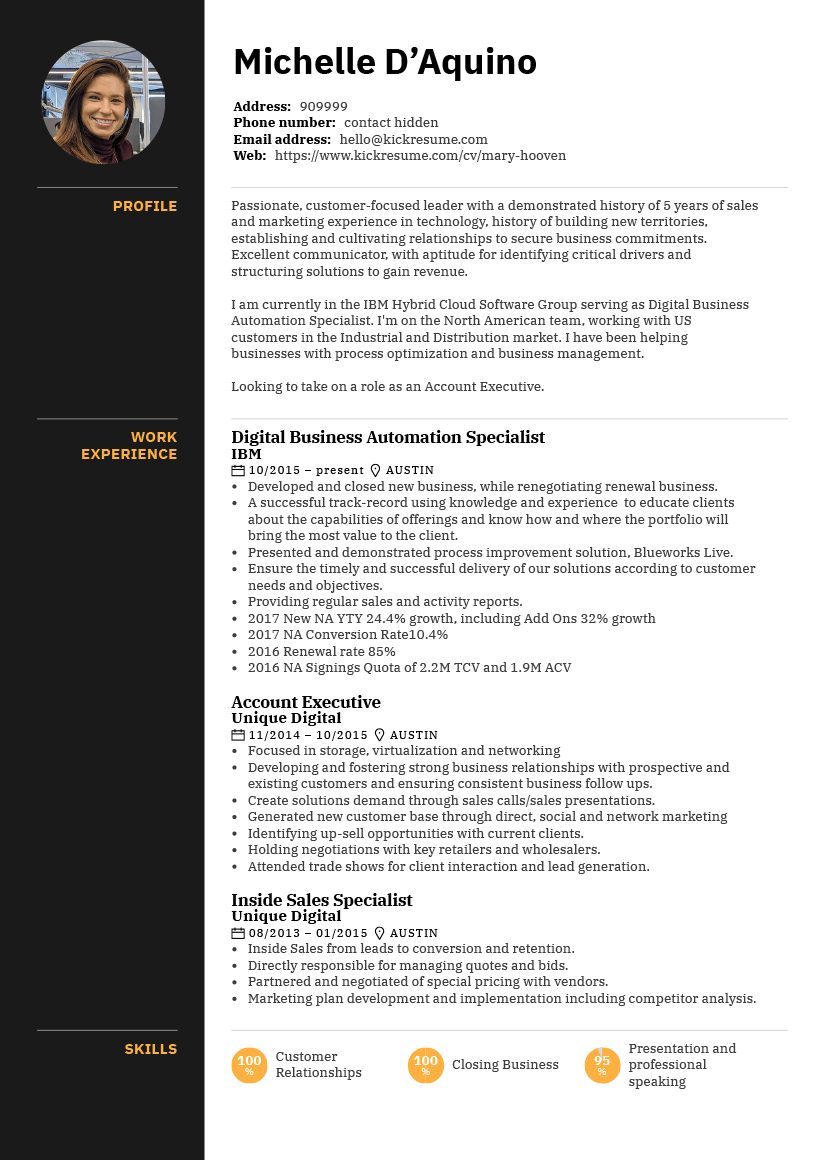 Michelle D’Aquino
Address: 909999
Phone number: contact hidden
Email address: hello@kickresume.com
Web: https://www.kickresume.com/cv/mary-hooven
PROFILE
Passionate, customer-focused leader with a demonstrated history of 5 years of sales
and marketing experience in technology, history of building new territories,
establishing and cultivating relationships to secure business commitments.
Excellent communicator, with aptitude for identifying critical drivers and
structuring solutions to gain revenue.
I am currently in the IBM Hybrid Cloud Software Group serving as Digital Business
Automation Specialist. I'm on the North American team, working with US
customers in the Industrial and Distribution market. I have been helping
businesses with process optimization and business management.
Looking to take on a role as an Account Executive.
WORK
EXPERIENCE
Digital Business Automation Specialist
IBM
10/2015 – present AUSTIN
• Developed and closed new business, while renegotiating renewal business.
• A successful track-record using knowledge and experience  to educate clients
about the capabilities of offerings and know how and where the portfolio will
bring the most value to the client.
• Presented and demonstrated process improvement solution, Blueworks Live.
• Ensure the timely and successful delivery of our solutions according to customer
needs and objectives.
• Providing regular sales and activity reports.
• 2017 New NA YTY 24.4% growth, including Add Ons 32% growth
• 2017 NA Conversion Rate10.4%
• 2016 Renewal rate 85%
• 2016 NA Signings Quota of 2.2M TCV and 1.9M ACV
Account Executive
Unique Digital
11/2014 – 10/2015 AUSTIN
• Focused in storage, virtualization and networking
• Developing and fostering strong business relationships with prospective and
existing customers and ensuring consistent business follow ups.
• Create solutions demand through sales calls/sales presentations.
• Generated new customer base through direct, social and network marketing
• Identifying up-sell opportunities with current clients.
• Holding negotiations with key retailers and wholesalers.
• Attended trade shows for client interaction and lead generation.
Inside Sales Specialist
Unique Digital
08/2013 – 01/2015 AUSTIN
• Inside Sales from leads to conversion and retention.
• Directly responsible for managing quotes and bids.
• Partnered and negotiated of special pricing with vendors.
• Marketing plan development and implementation including competitor analysis.
SKILLS
100
%
Customer
Relationships
100
%
Closing Business
95
%
Presentation and
professional
speaking